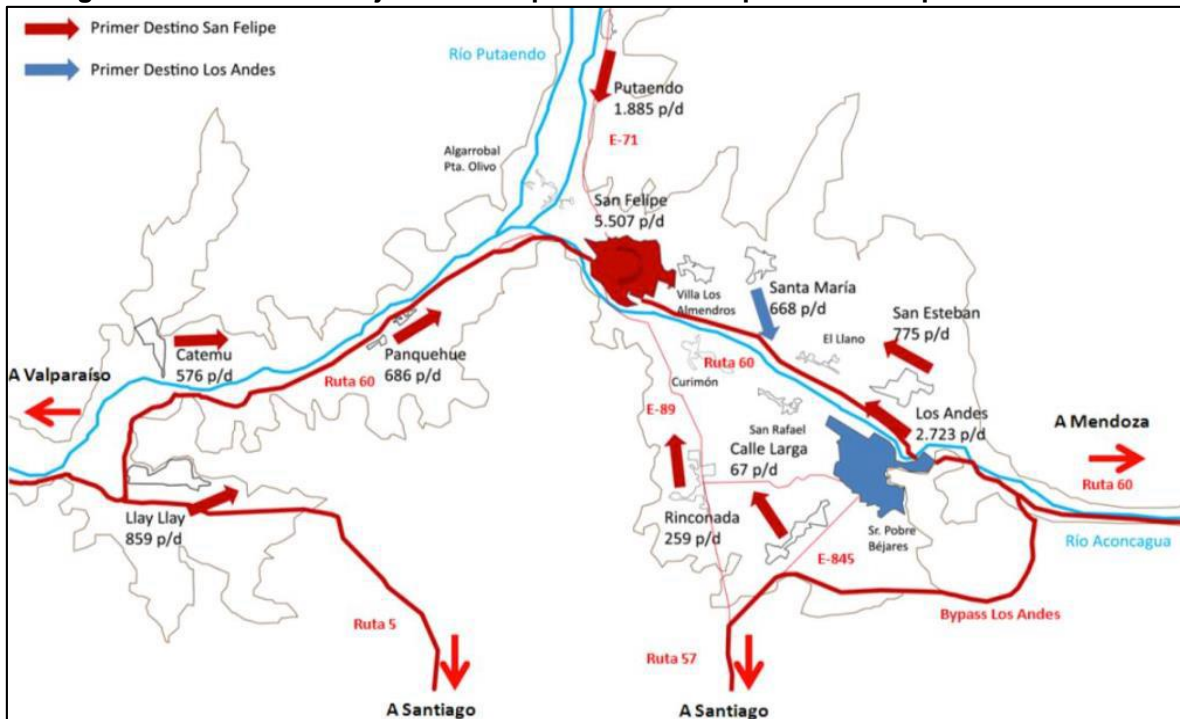 Primer Destino San Felipe
Primer Destino Los Andes
Río Putaendo
Putaendo
1.885 p/d
E-71
Algarrobal
Pta. Olivo
San Felipe
5.507 p/d
Villa Los
Almendros
Santa María
668 p/d
San Esteban
775 p/d
El Llano
Catemu
576 p/d
Panquehue
686 p/d
A Valparaíso
Ruta 60
Curimón
Ruta 60
E-89
Los Andes
2.723 p/d
A Mendoza
San Rafael
Calle Larga
67 p/d
Ruta 60
Llay Llay
859 p/d
Rinconada
259 p/d
Sr. Pobre
Béjares
Río Aconcagua
E-845
Bypass Los Andes
Ruta 5
Ruta 57
A Santiago
A Santiago